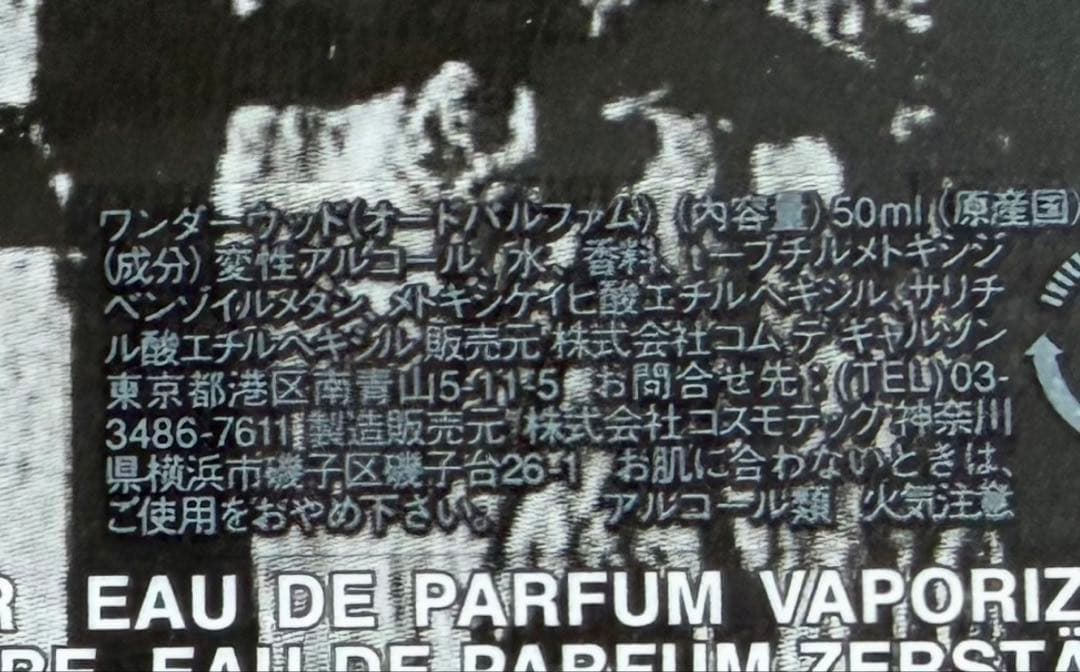 ワンダーウッド(オードパルファム) (内容量) 50ml (原産国)
(成分) 変性アルコール、水、香料、t-ブチルメトキシジ
ベンゾイルメタン、メトキシケイヒ酸エチルヘキシル、サリチ
ル酸エチルヘキシル 販売元 株式会社コム デ ギャルソン
東京都港区南青山5-11-5 お問合せ先:(TEL)03-
3486-7611 製造販売元 株式会社コスモテック 神奈川
県横浜市磯子区磯子台26-1 お肌に合わないときは、
ご使用をおやめ下さい。 アルコール類 火気注意
R EAU DE PARFUM VAPORIZ
RE EAU DE PARFUM ZERSTÄ